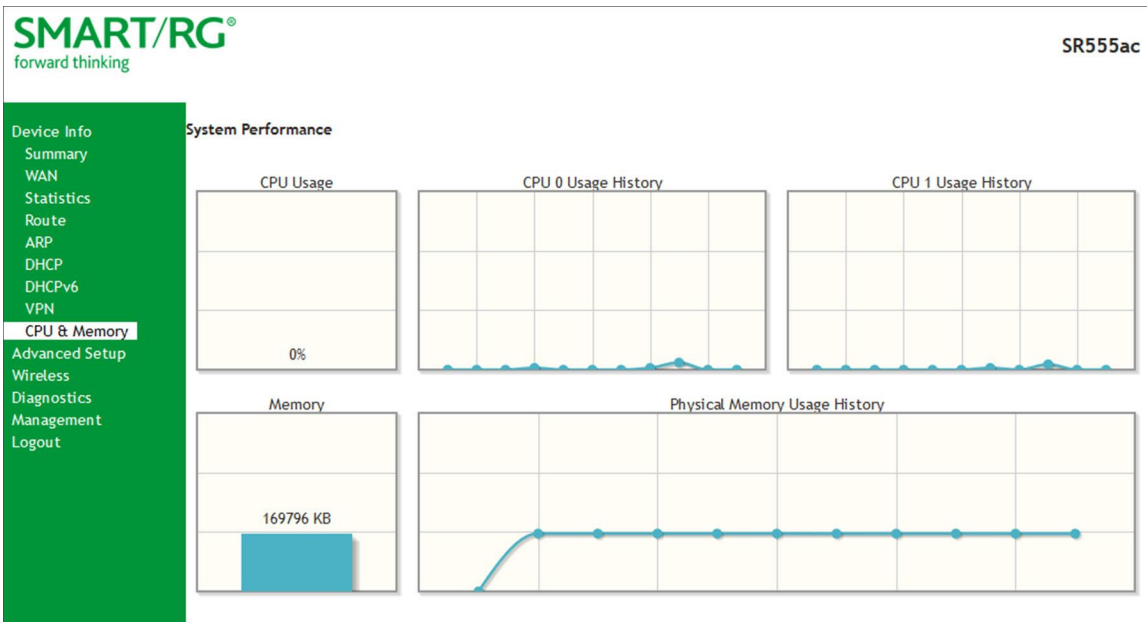 SMART/RG®
forward thinking
SR555ac
Device Info
Summary
WAN
Statistics
Route
ARP
DHCP
DHCPv6
VPN
CPU & Memory
Advanced Setup
Wireless
Diagnostics
Management
Logout
System Performance
CPU Usage
0%
CPU 0 Usage History
CPU 1 Usage History
Memory
169796 KB
Physical Memory Usage History